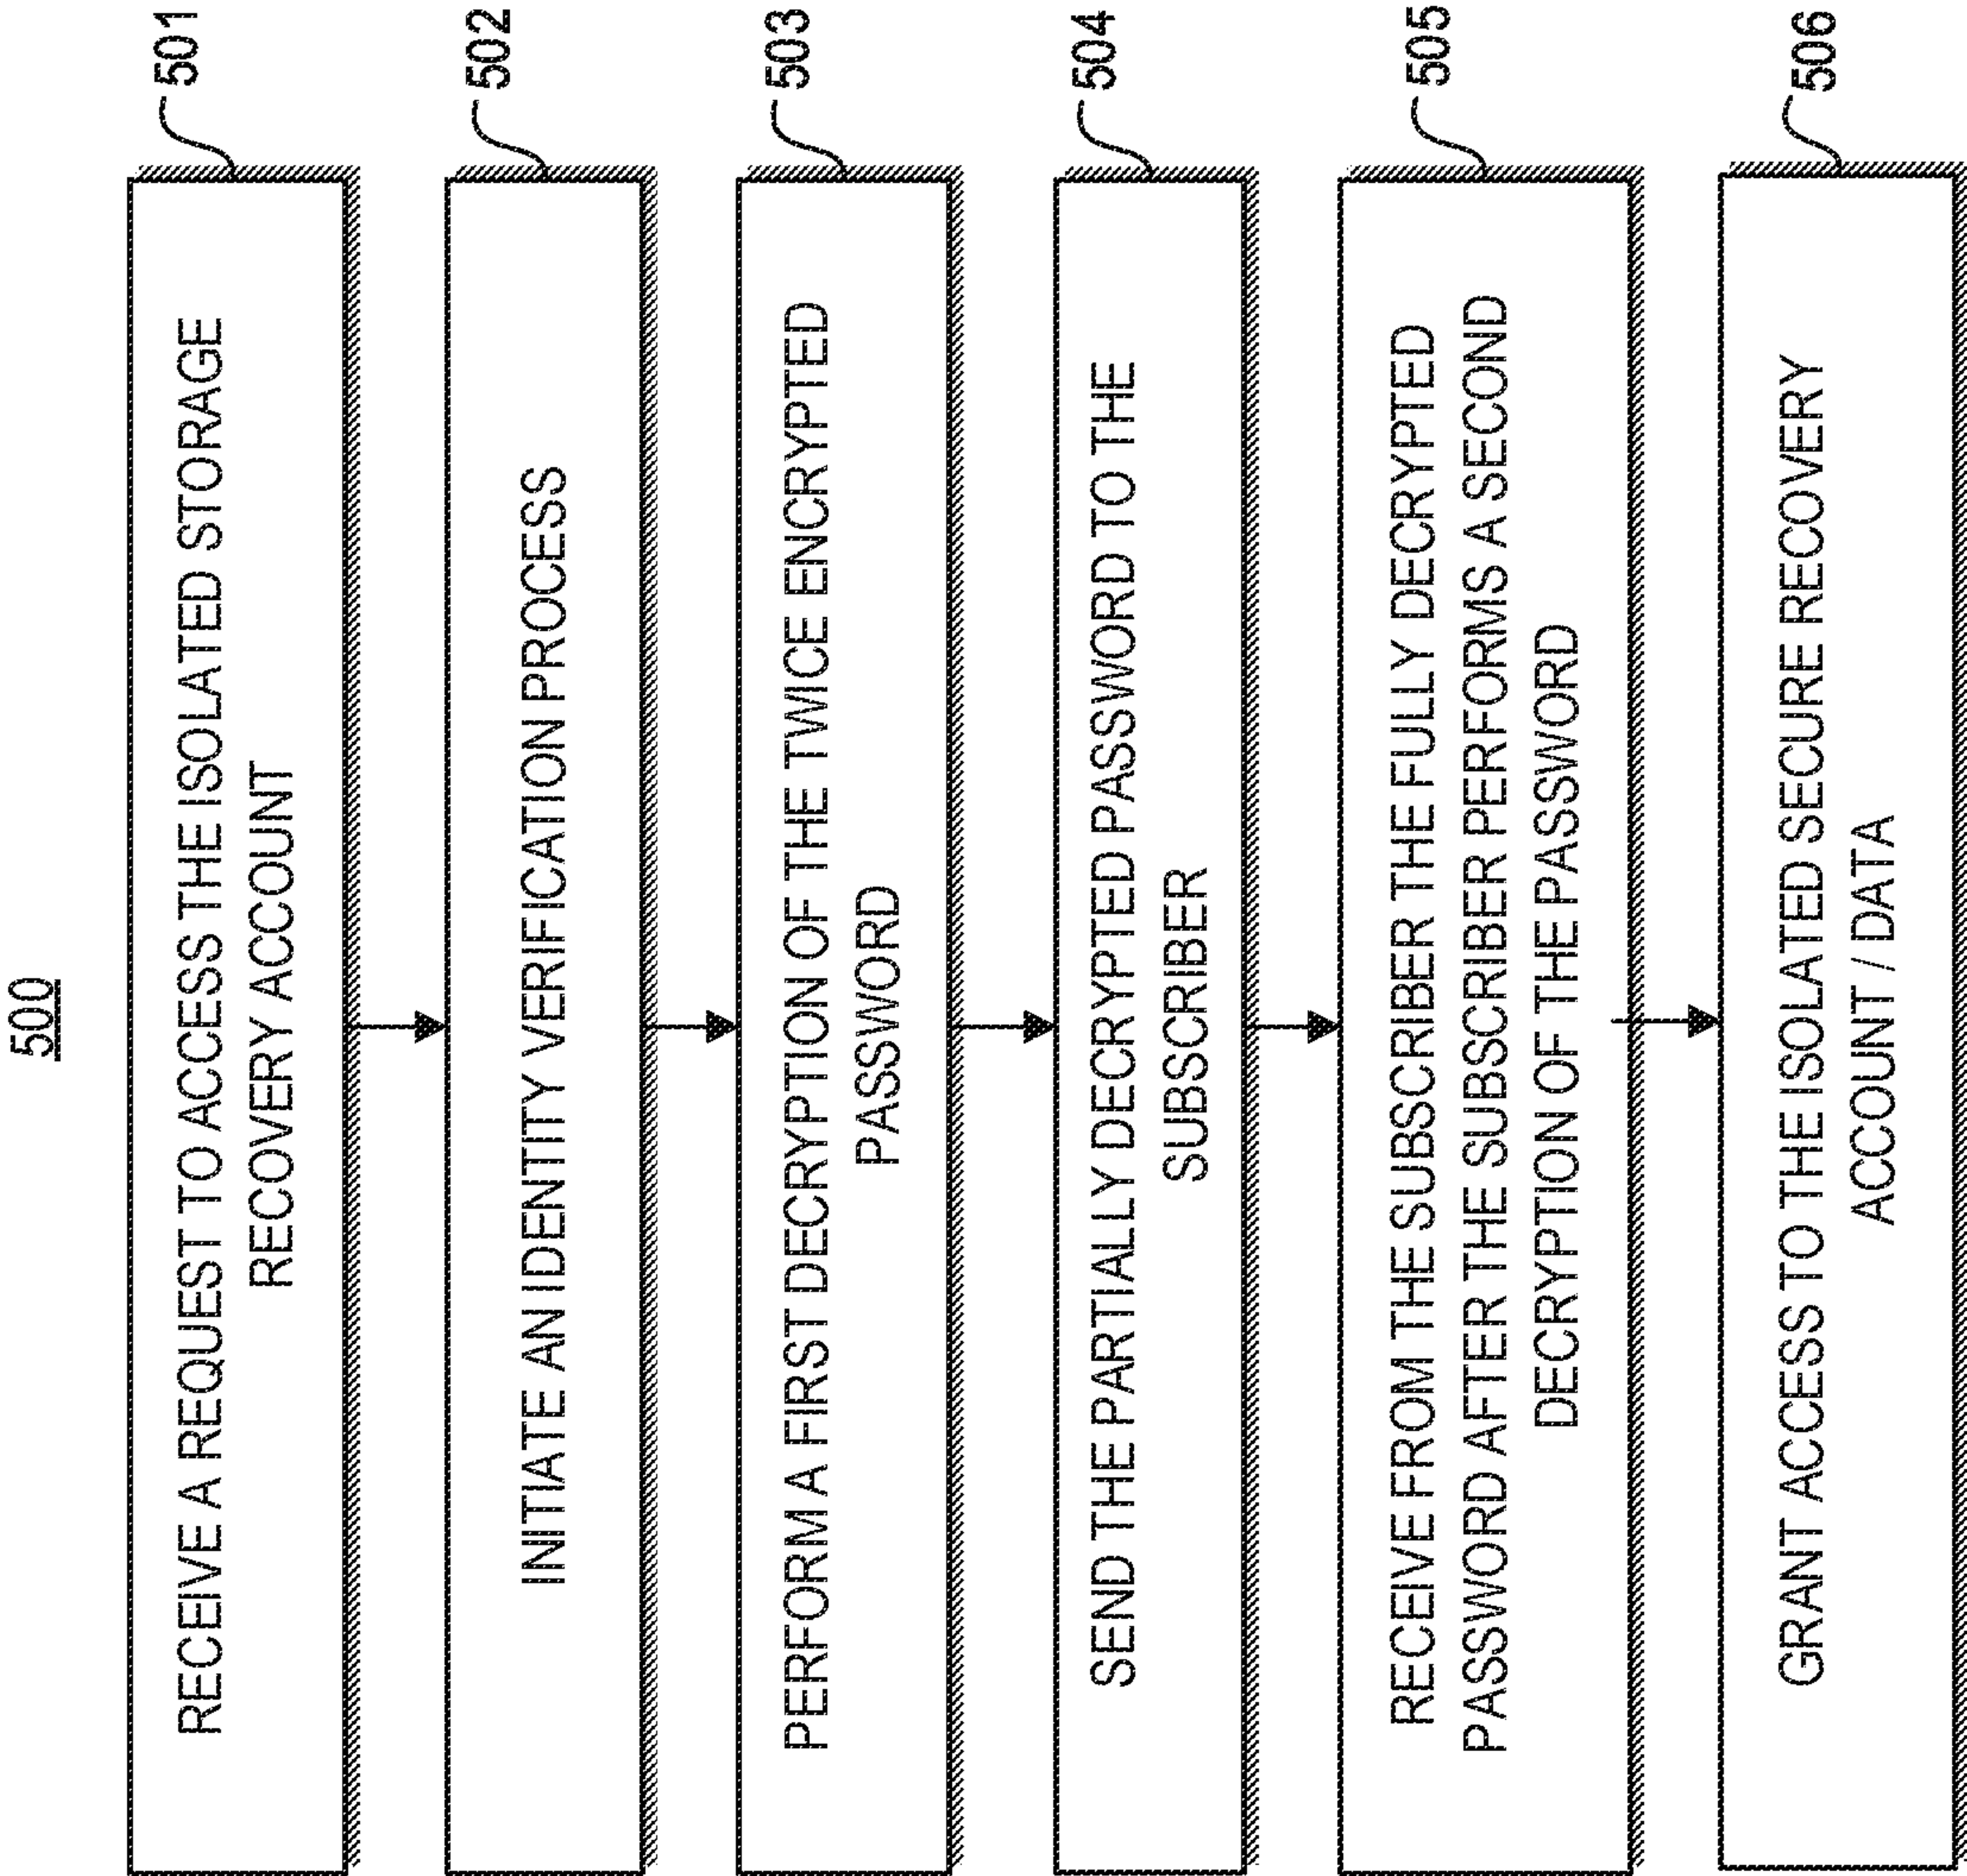 500
RECEIVE A REQUEST TO ACCESS THE ISOLATED STORAGE
RECOVERY ACCOUNT
501
INITIATE AN IDENTITY VERIFICATION PROCESS
502
PERFORM A FIRST DECRYPTION OF THE TWICE ENCRYPTED
PASSWORD
503
SEND THE PARTIALLY DECRYPTED PASSWORD TO THE
SUBSCRIBER
504
RECEIVE FROM THE SUBSCRIBER THE FULLY DECRYPTED
PASSWORD AFTER THE SUBSCRIBER PERFORMS A SECOND
DECRYPTION OF THE PASSWORD
505
GRANT ACCESS TO THE ISOLATED SECURE RECOVERY
ACCOUNT / DATA
506